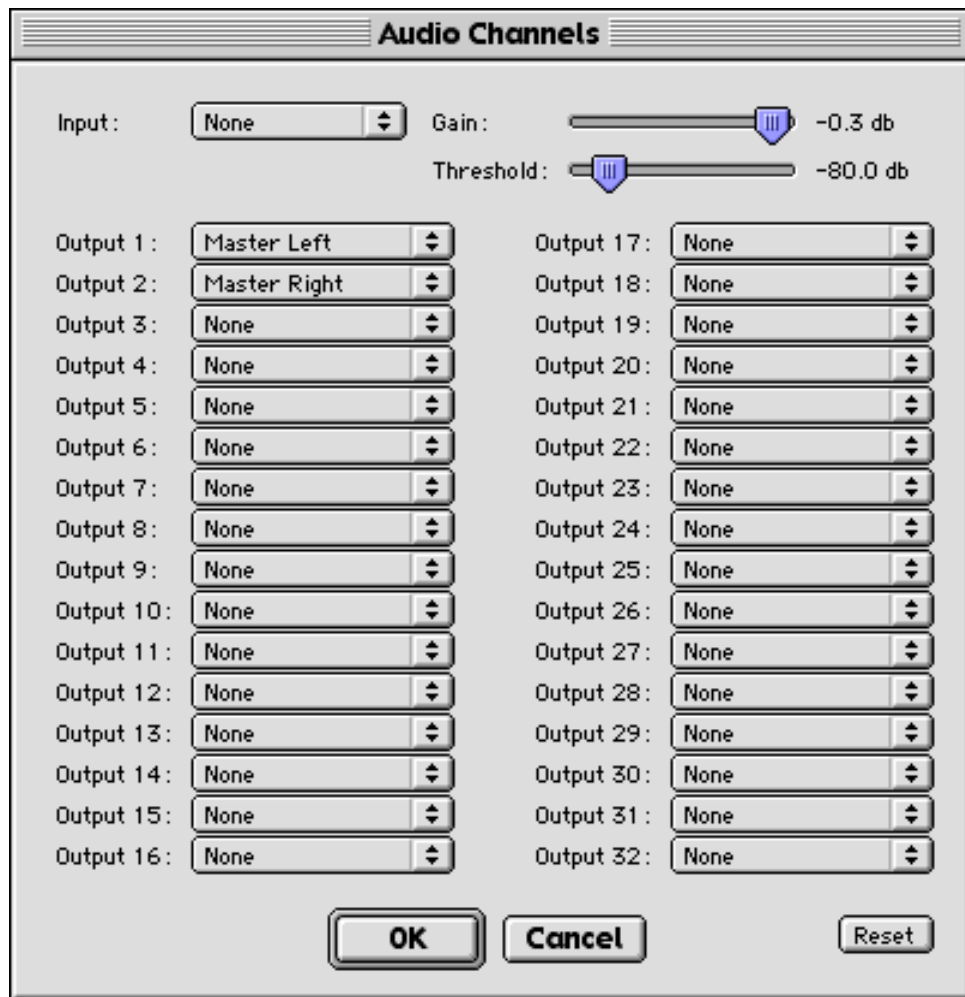 Audio Channels
Input: None Gain: -0.3 db
Threshold: -80.0 db
Output 1: Master Left Output 17: None
Output 2: Master Right Output 18: None
Output 3: None Output 19: None
Output 4: None Output 20: None
Output 5: None Output 21: None
Output 6: None Output 22: None
Output 7: None Output 23: None
Output 8: None Output 24: None
Output 9: None Output 25: None
Output 10: None Output 26: None
Output 11: None Output 27: None
Output 12: None Output 28: None
Output 13: None Output 29: None
Output 14: None Output 30: None
Output 15: None Output 31: None
Output 16: None Output 32: None
OK Cancel Reset